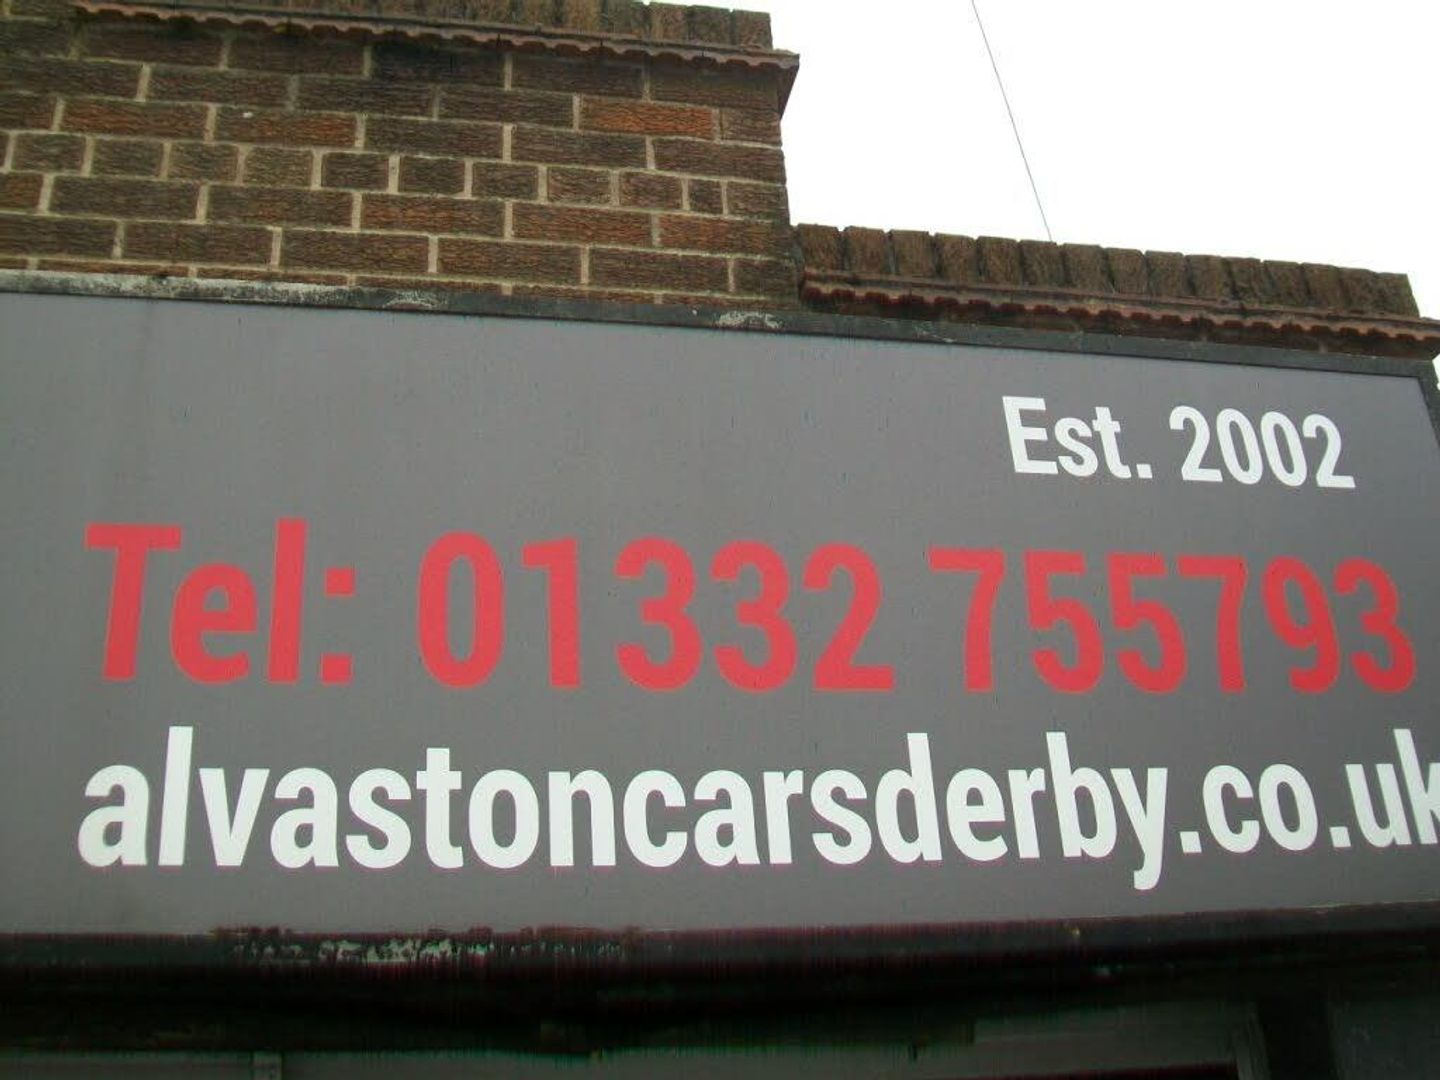 Est. 2002
Tel: 01332 755793
alvastoncarsderby.co.uk